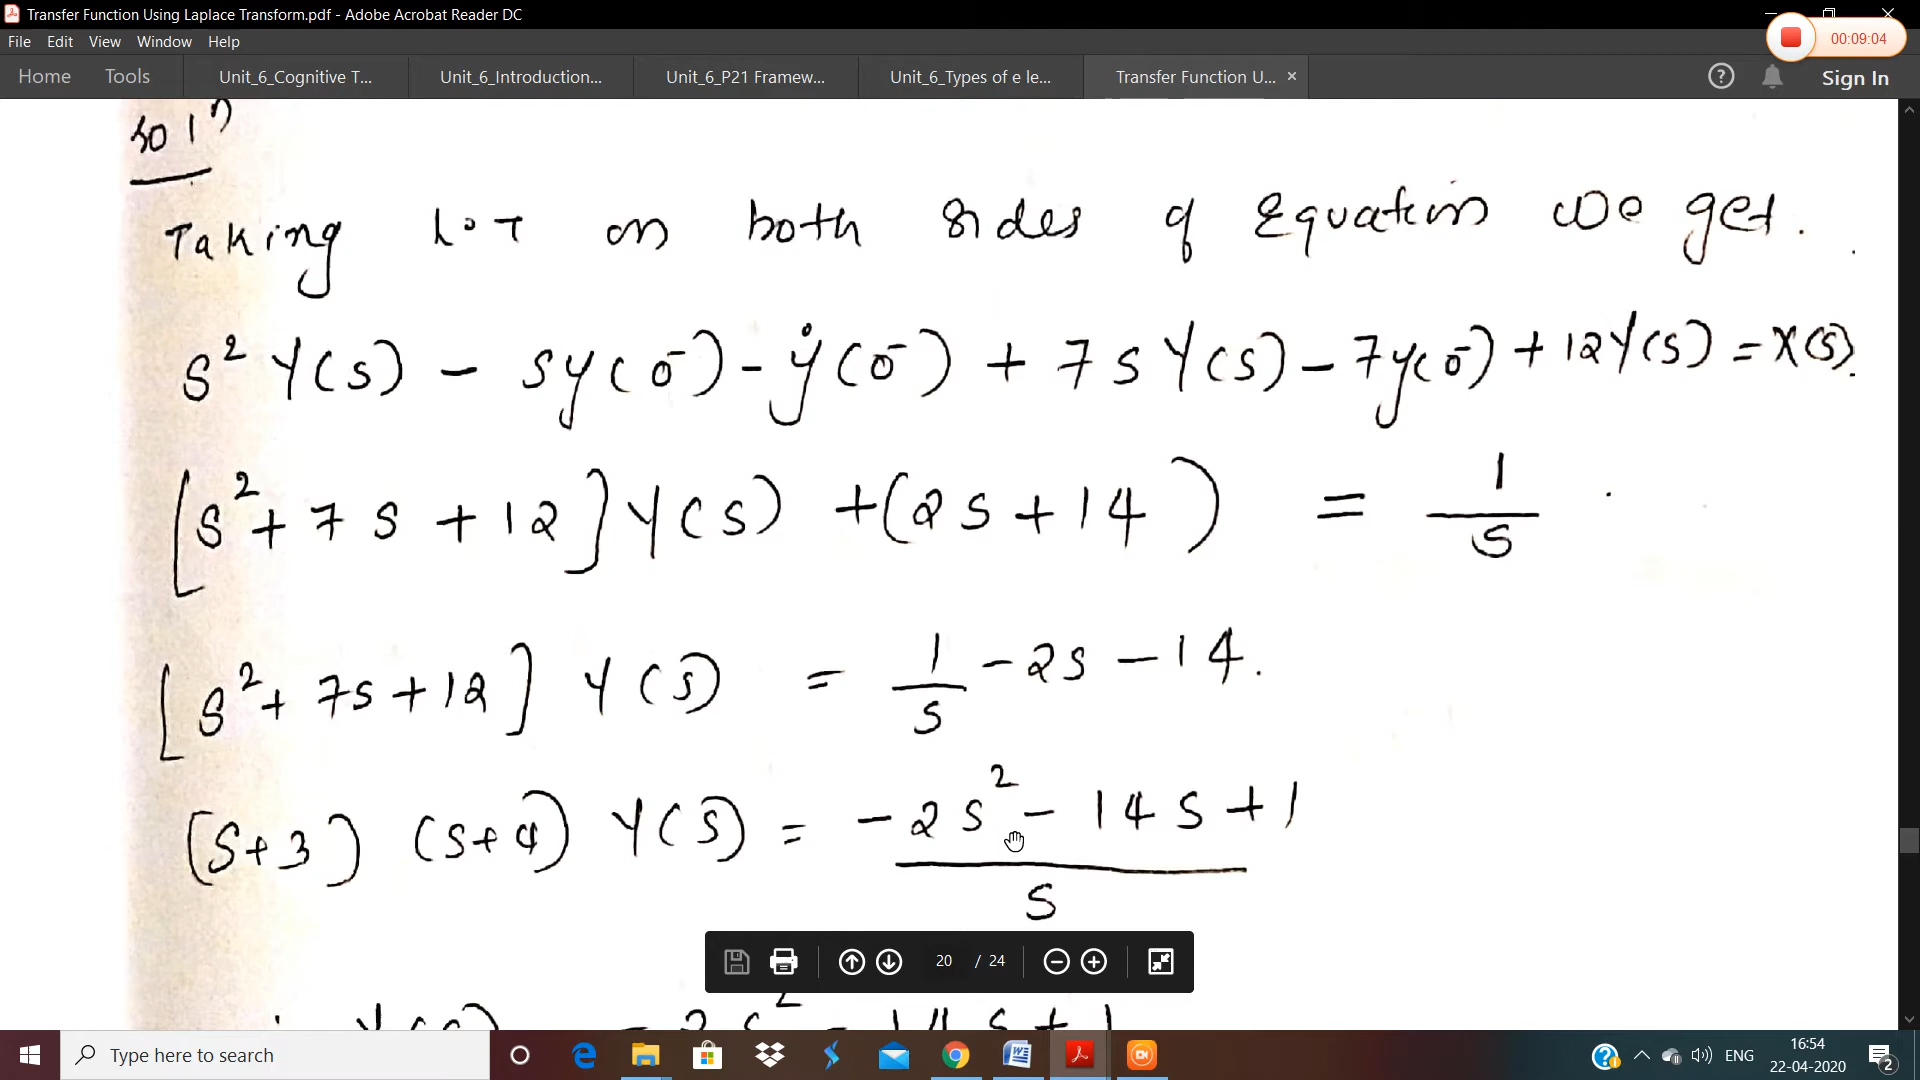 Transfer Function Using Laplace Transform.pdf - Adobe Acrobat Reader DC
File Edit View Window Help
00:09:04
Home Tools Unit_6_Cognitive T... Unit_6_Introduction... Unit_6_P21 Framew... Unit_6_Types of e le... Transfer Function U... × Sign In
Soln
Taking L.T on both sides of Equation we get.
S² Y(S) - Sy(0⁻) - ẏ(0⁻) + 7SY(S) - 7y(0⁻) + 12Y(S) = X(S).
[S² + 7S + 12] Y(S) + (2S + 14) = 1/S
[S² + 7S + 12] Y(S) = 1/S - 2S - 14.
(S+3) (S+4) Y(S) = (-2S² - 14S + 1)/S
20 / 24
Type here to search
ENG
16:54
22-04-2020
2